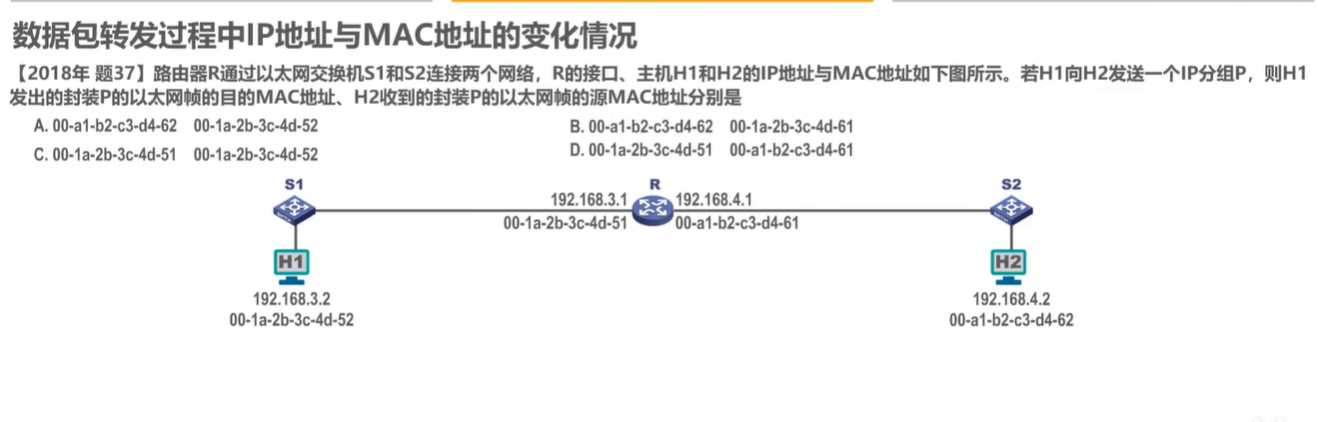 数据包转发过程中IP地址与MAC地址的变化情况
【2018年 题37】路由器R通过以太网交换机S1和S2连接两个网络，R的接口、主机H1和H2的IP地址与MAC地址如下图所示。若H1向H2发送一个IP分组P，则H1
发出的封装P的以太网帧的目的MAC地址、H2收到的封装P的以太网帧的源MAC地址分别是
A. 00-a1-b2-c3-d4-62 00-1a-2b-3c-4d-52
B. 00-a1-b2-c3-d4-62 00-1a-2b-3c-4d-61
C. 00-1a-2b-3c-4d-51 00-1a-2b-3c-4d-52
D. 00-1a-2b-3c-4d-51 00-a1-b2-c3-d4-61
S1
R
S2
192.168.3.1
192.168.4.1
00-1a-2b-3c-4d-51
00-a1-b2-c3-d4-61
H1
H2
192.168.3.2
192.168.4.2
00-1a-2b-3c-4d-52
00-a1-b2-c3-d4-62